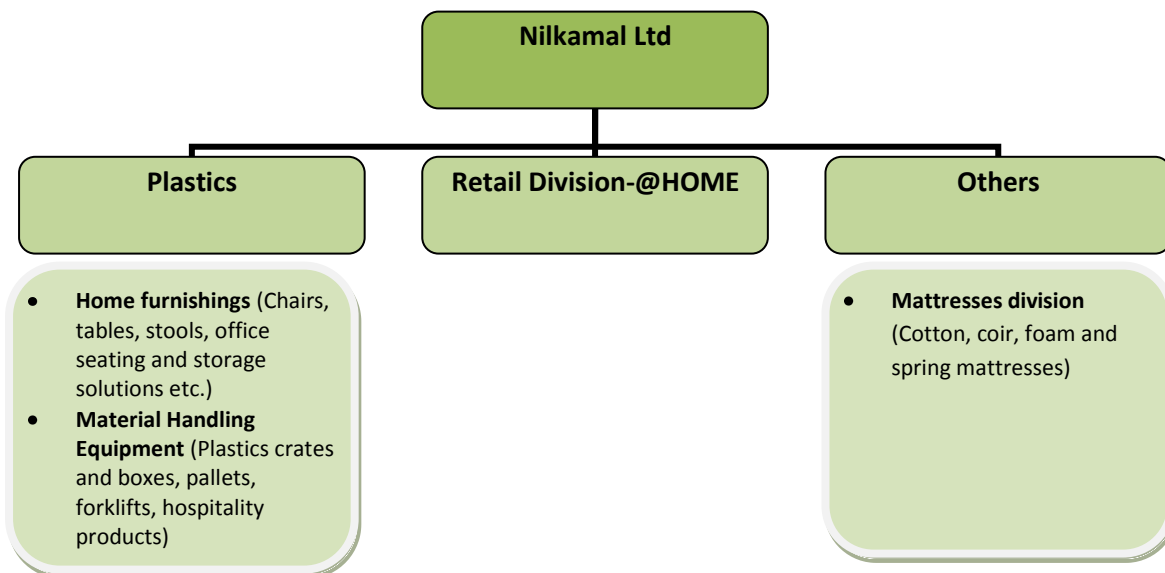 Nilkamal Ltd
Plastics
Retail Division-@HOME
Others
• Home furnishings (Chairs,
tables, stools, office
seating and storage
solutions etc.)
• Material Handling
Equipment (Plastics crates
and boxes, pallets,
forklifts, hospitality
products)
• Mattresses division
(Cotton, coir, foam and
spring mattresses)